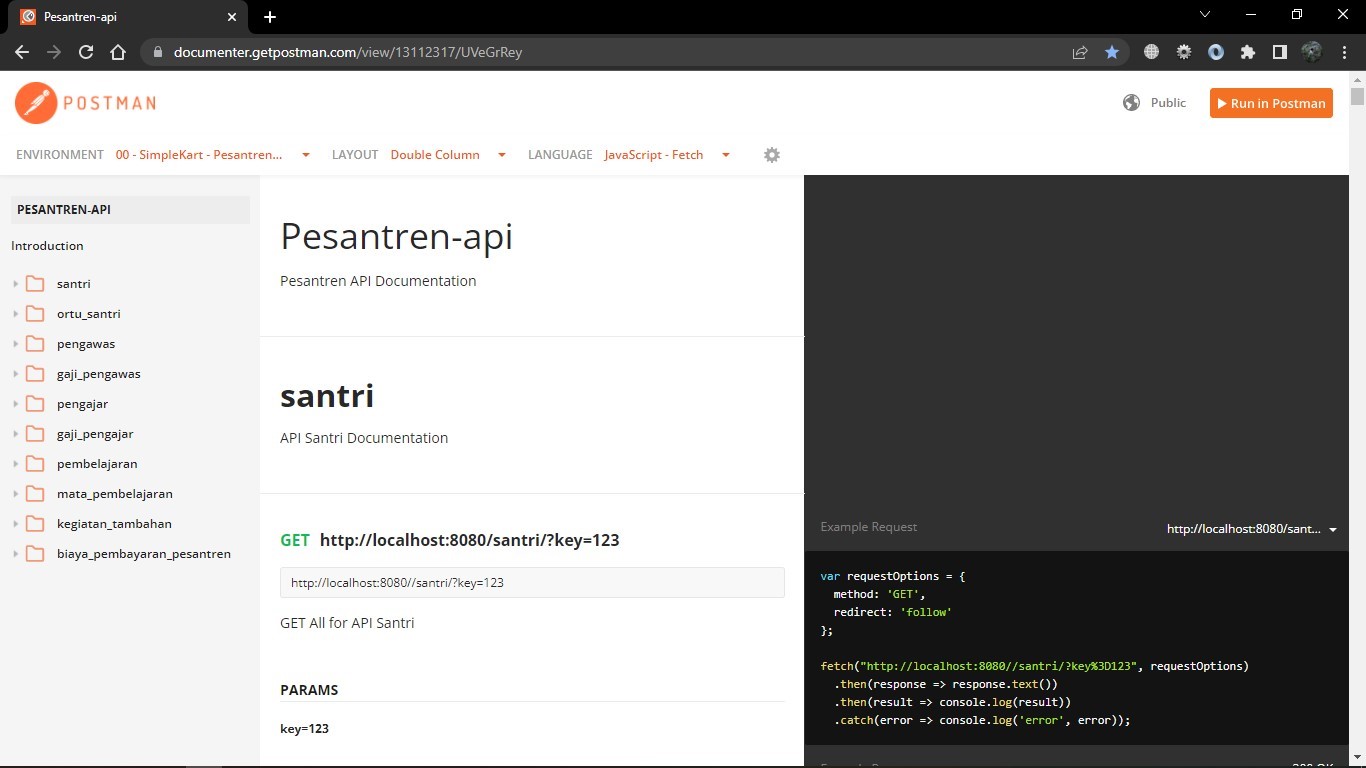 Pesantren-api
documenter.getpostman.com/view/13112317/UVeGrRey
POSTMAN
Public
Run in Postman
ENVIRONMENT 00 - SimpleKart - Pesantren... LAYOUT Double Column LANGUAGE JavaScript - Fetch
PESANTREN-API
Introduction
santri
ortu_santri
pengawas
gaji_pengawas
pengajar
gaji_pengajar
pembelajaran
mata_pembelajaran
kegiatan_tambahan
biaya_pembayaran_pesantren
Pesantren-api
Pesantren API Documentation
santri
API Santri Documentation
GET http://localhost:8080/santri/?key=123
http://localhost:8080//santri/?key=123
GET All for API Santri
PARAMS
key=123
Example Request http://localhost:8080/sant...
var requestOptions = {
method: 'GET',
redirect: 'follow'
};
fetch("http://localhost:8080//santri/?key%3D123", requestOptions)
.then(response => response.text())
.then(result => console.log(result))
.catch(error => console.log('error', error));